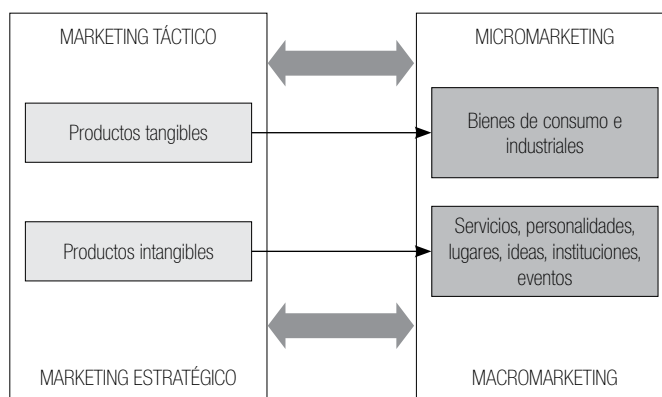 MARKETING TÁCTICO
MICROMARKETING
Productos tangibles
Bienes de consumo e
industriales
Productos intangibles
Servicios, personalidades,
lugares, ideas, instituciones,
eventos
MARKETING ESTRATÉGICO
MACROMARKETING